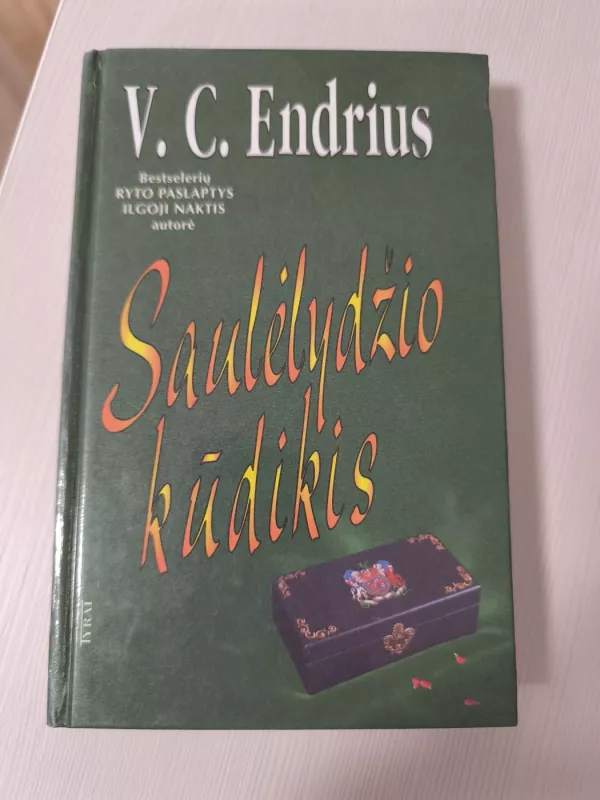 V. C. Endrius
Bestselerių
RYTO PASLAPTYS
ILGOJI NAKTIS
autorė
Saulėlydžio
kūdikis
TYRAI